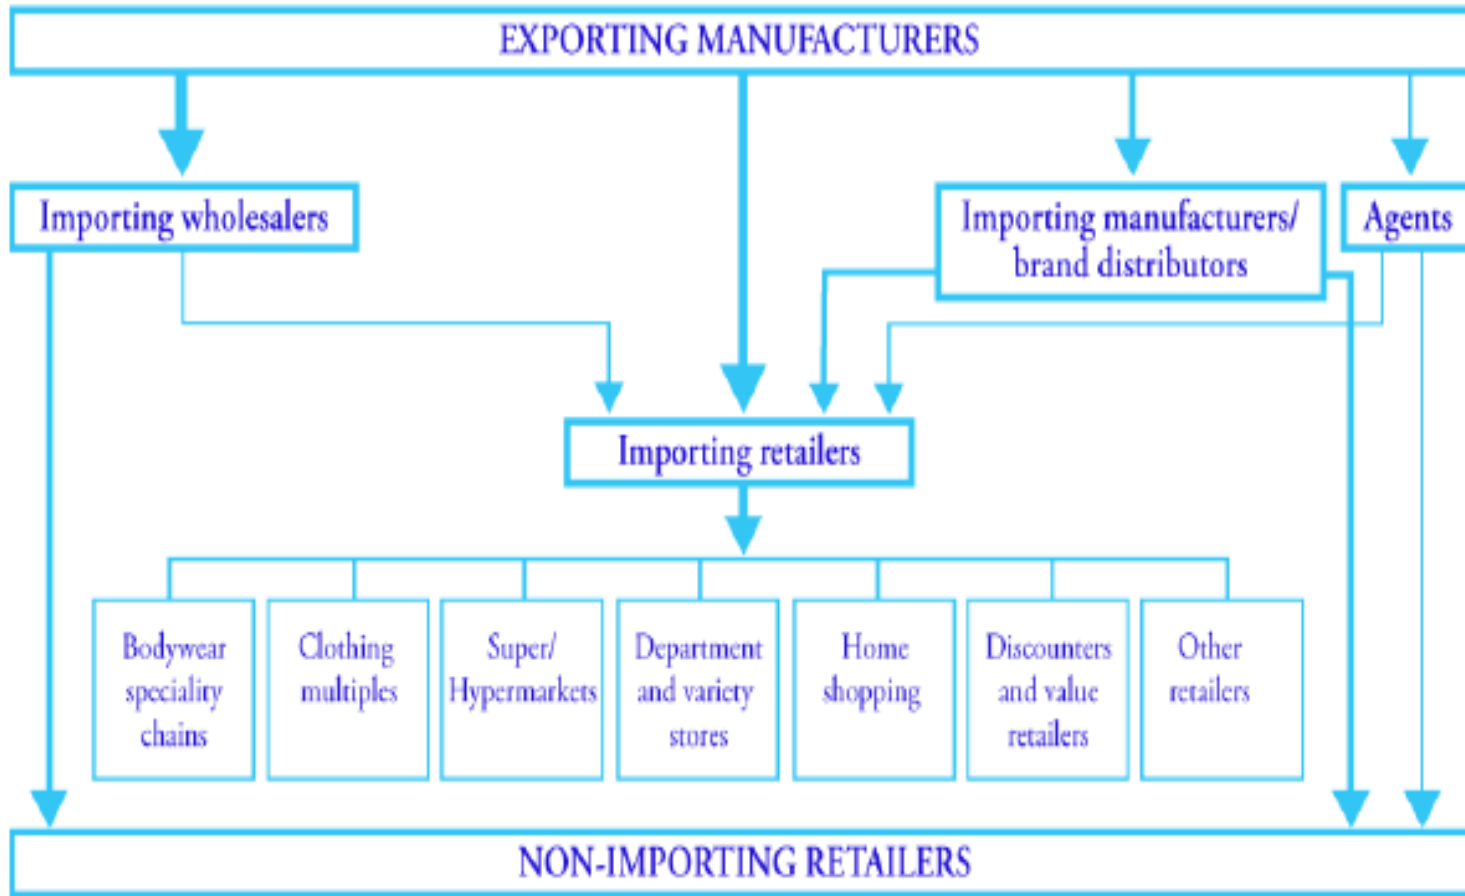 EXPORTING MANUFACTURERS
Importing wholesalers
Importing manufacturers/
brand distributors
Agents
Importing retailers
Bodywear
speciality
chains
Clothing
multiples
Super/
Hypermarkets
Department
and variety
stores
Home
shopping
Discounters
and value
retailers
Other
retailers
NON-IMPORTING RETAILERS